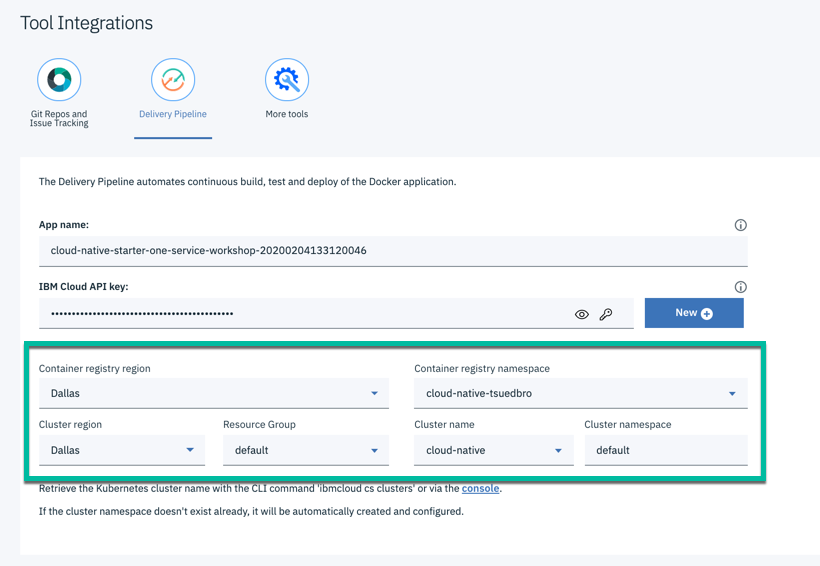 Tool Integrations
Git Repos and
Issue Tracking
Delivery Pipeline
More tools
The Delivery Pipeline automates continuous build, test and deploy of the Docker application.
App name:
cloud-native-starter-one-service-workshop-20200204133120046
IBM Cloud API key:
••••••••••••••••••••••••••••••••••••••••••••
New
Container registry region
Container registry namespace
Dallas
cloud-native-tsuedbro
Cluster region
Resource Group
Cluster name
Cluster namespace
Dallas
default
cloud-native
default
Retrieve the Kubernetes cluster name with the CLI command 'ibmcloud cs clusters' or via the console.
If the cluster namespace doesn't exist already, it will be automatically created and configured.